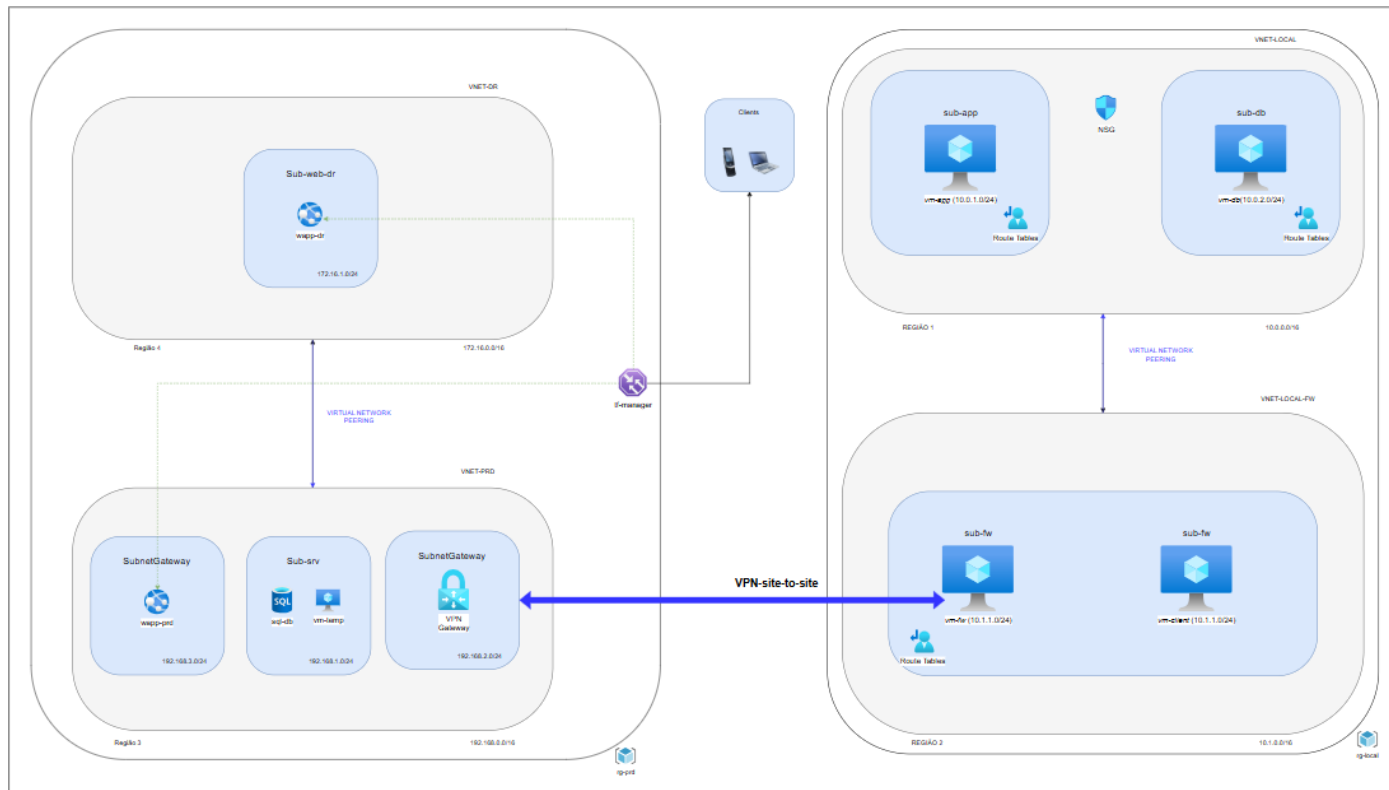 VNET-DR
Sub-web-dr
wapp-dr
172.16.1.0/24
Região 4
172.16.0.0/16
VIRTUAL NETWORK
PEERING
VNET-PRD
SubnetGateway
wapp-prd
192.168.3.0/24
Sub-srv
SQL
sql-db
vm-lamp
192.168.1.0/24
SubnetGateway
VPN
Gateway
192.168.2.0/24
Região 3
192.168.0.0/16
rg-prd
Clients
tf-manager
VPN-site-to-site
VNET-LOCAL
sub-app
vm-app (10.0.1.0/24)
Route Tables
NSG
sub-db
vm-db(10.0.2.0/24)
Route Tables
REGIÃO 1
10.0.0.0/16
VIRTUAL NETWORK
PEERING
VNET-LOCAL-FW
sub-fw
vm-fw (10.1.1.0/24)
Route Tables
sub-fw
vm-client (10.1.1.0/24)
REGIÃO 2
10.1.0.0/16
rg-local